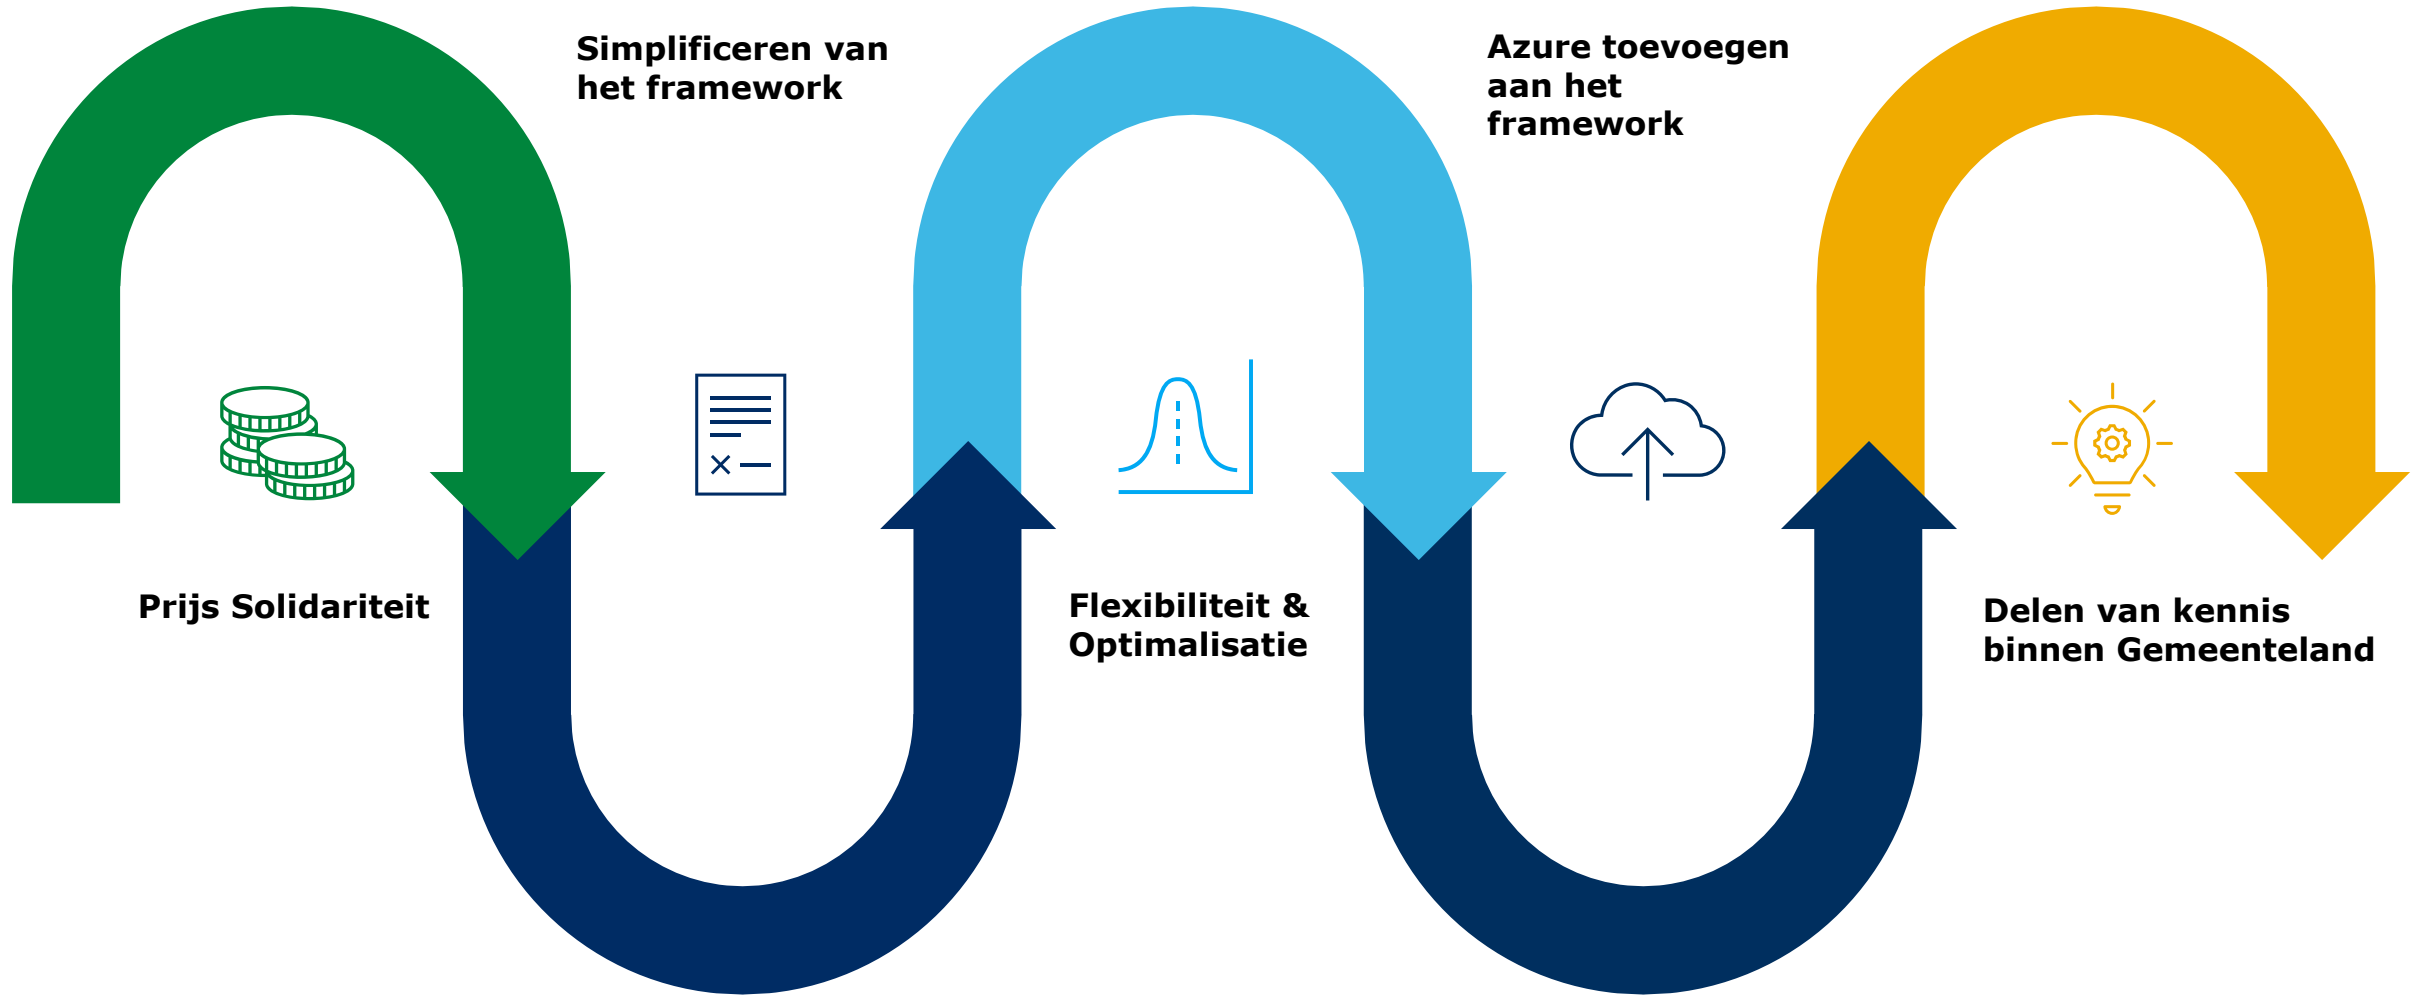 Prijs Solidariteit
Simplificeren van
het framework
Flexibiliteit &
Optimalisatie
Azure toevoegen
aan het
framework
Delen van kennis
binnen Gemeenteland